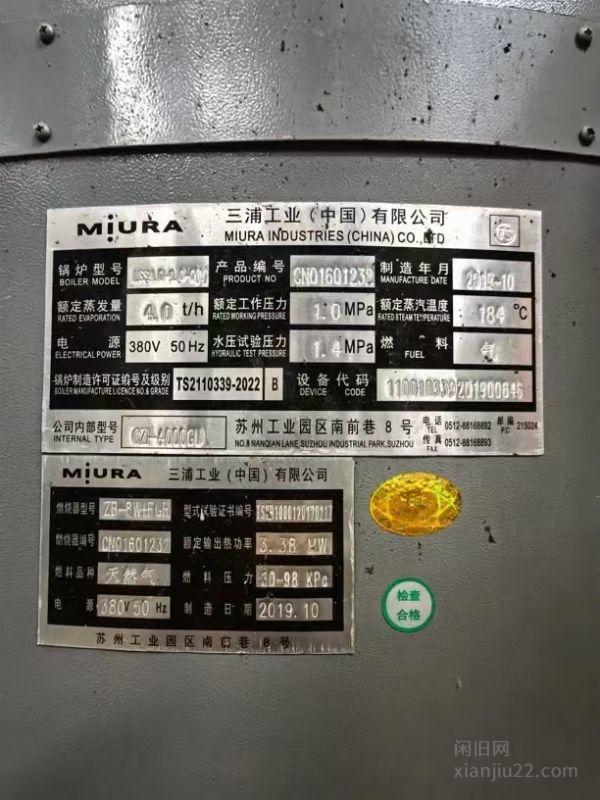 MIURA 三浦工业(中国)有限公司
MIURA INDUSTRIES (CHINA) CO.,LTD
锅炉型号 产品编号 CN01601232 制造年月 2019-10
BOILER MODEL PRODUCT NO MANUFACTURE DATE
额定蒸发量 4.0 t/h 额定工作压力 1.0 MPa 额定蒸汽温度 184 ℃
RATED EVAPORATION RATED WORKING PRESSURE RATED STEAM TEMPERATURE
电源 380V 50Hz 水压试验压力 1.4 MPa 燃料 气
ELECTRICAL POWER HYDRAULIC TEST PRESSURE FUEL
锅炉制造许可证编号及级别 TS2110339-2022 B 设备代码 110010339201900646
BOILER MANUFACTURE LICENCE NO.& GRADE DEVICE CODE
公司内部型号 苏州工业园区南前巷8号 电话 0512-88168892 邮编
INTERNAL TYPE NO.8 NANQIAN LANE, SUZHOU INDUSTRIAL PARK, SUZHOU TEL P.C 215024
传真 0512-88168893
FAX
MIURA 三浦工业(中国)有限公司
燃烧器型号 型式试验证书编号
燃烧器编号 CN01601232 额定输出热功率 3.38 MW
燃料品种 天然气 燃料压力 30-98 KPa
电源 380V 50 Hz 制造日期 2019.10
苏州工业园区南前巷8号
检查
合格
闲旧网
xianjiu22.com